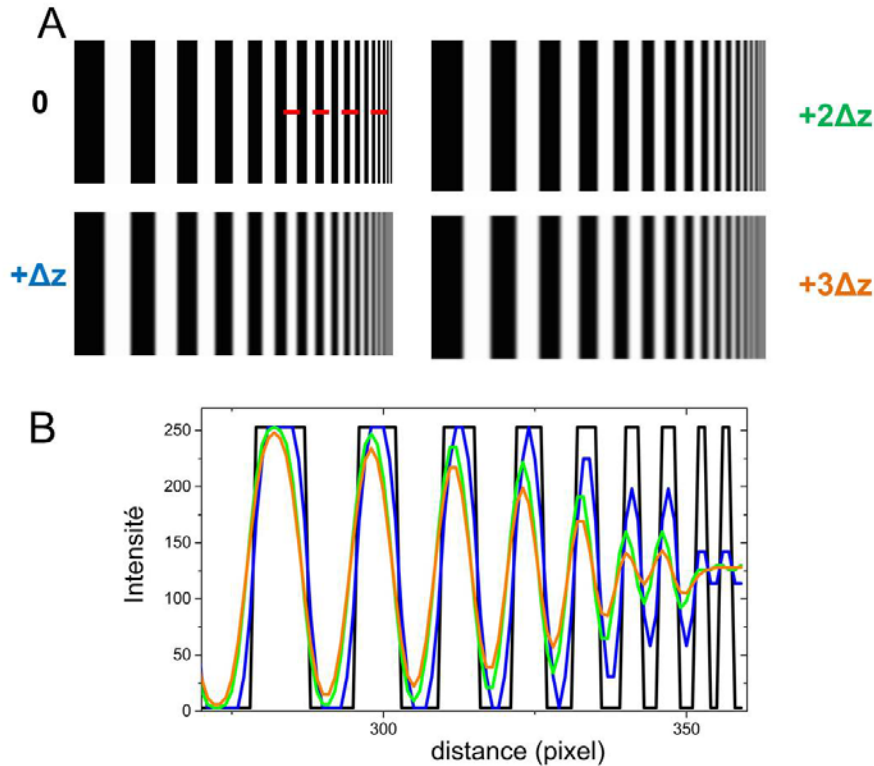 A
0
+2Δz
+Δz
+3Δz
B
Intensité
250
200
150
100
50
0
300
350
distance (pixel)